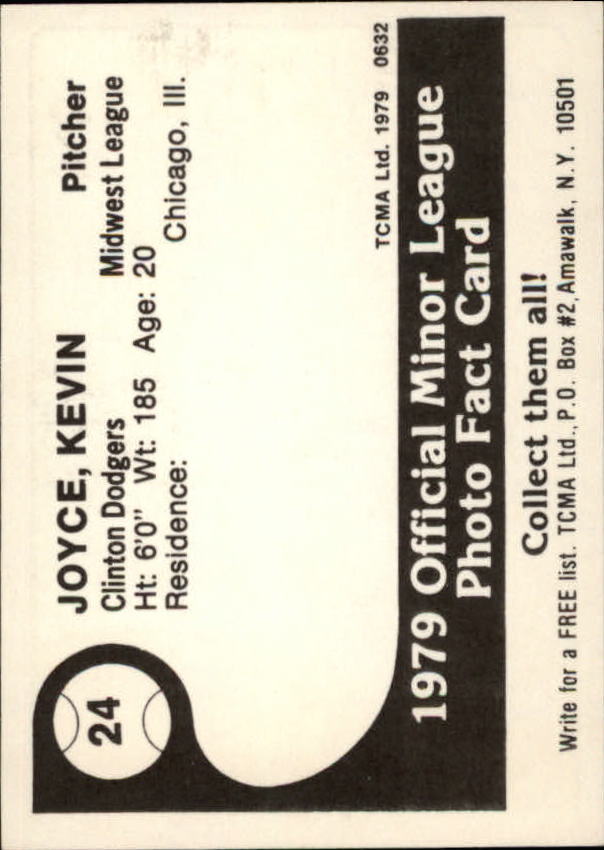 24
JOYCE, KEVIN Pitcher
Clinton Dodgers Midwest League
Ht: 6'0" Wt: 185 Age: 20
Residence: Chicago, Ill.
TCMA Ltd. 1979 0632
1979 Official Minor League
Photo Fact Card
Collect them all!
Write for a FREE list. TCMA Ltd., P.O. Box #2, Amawalk, N.Y. 10501